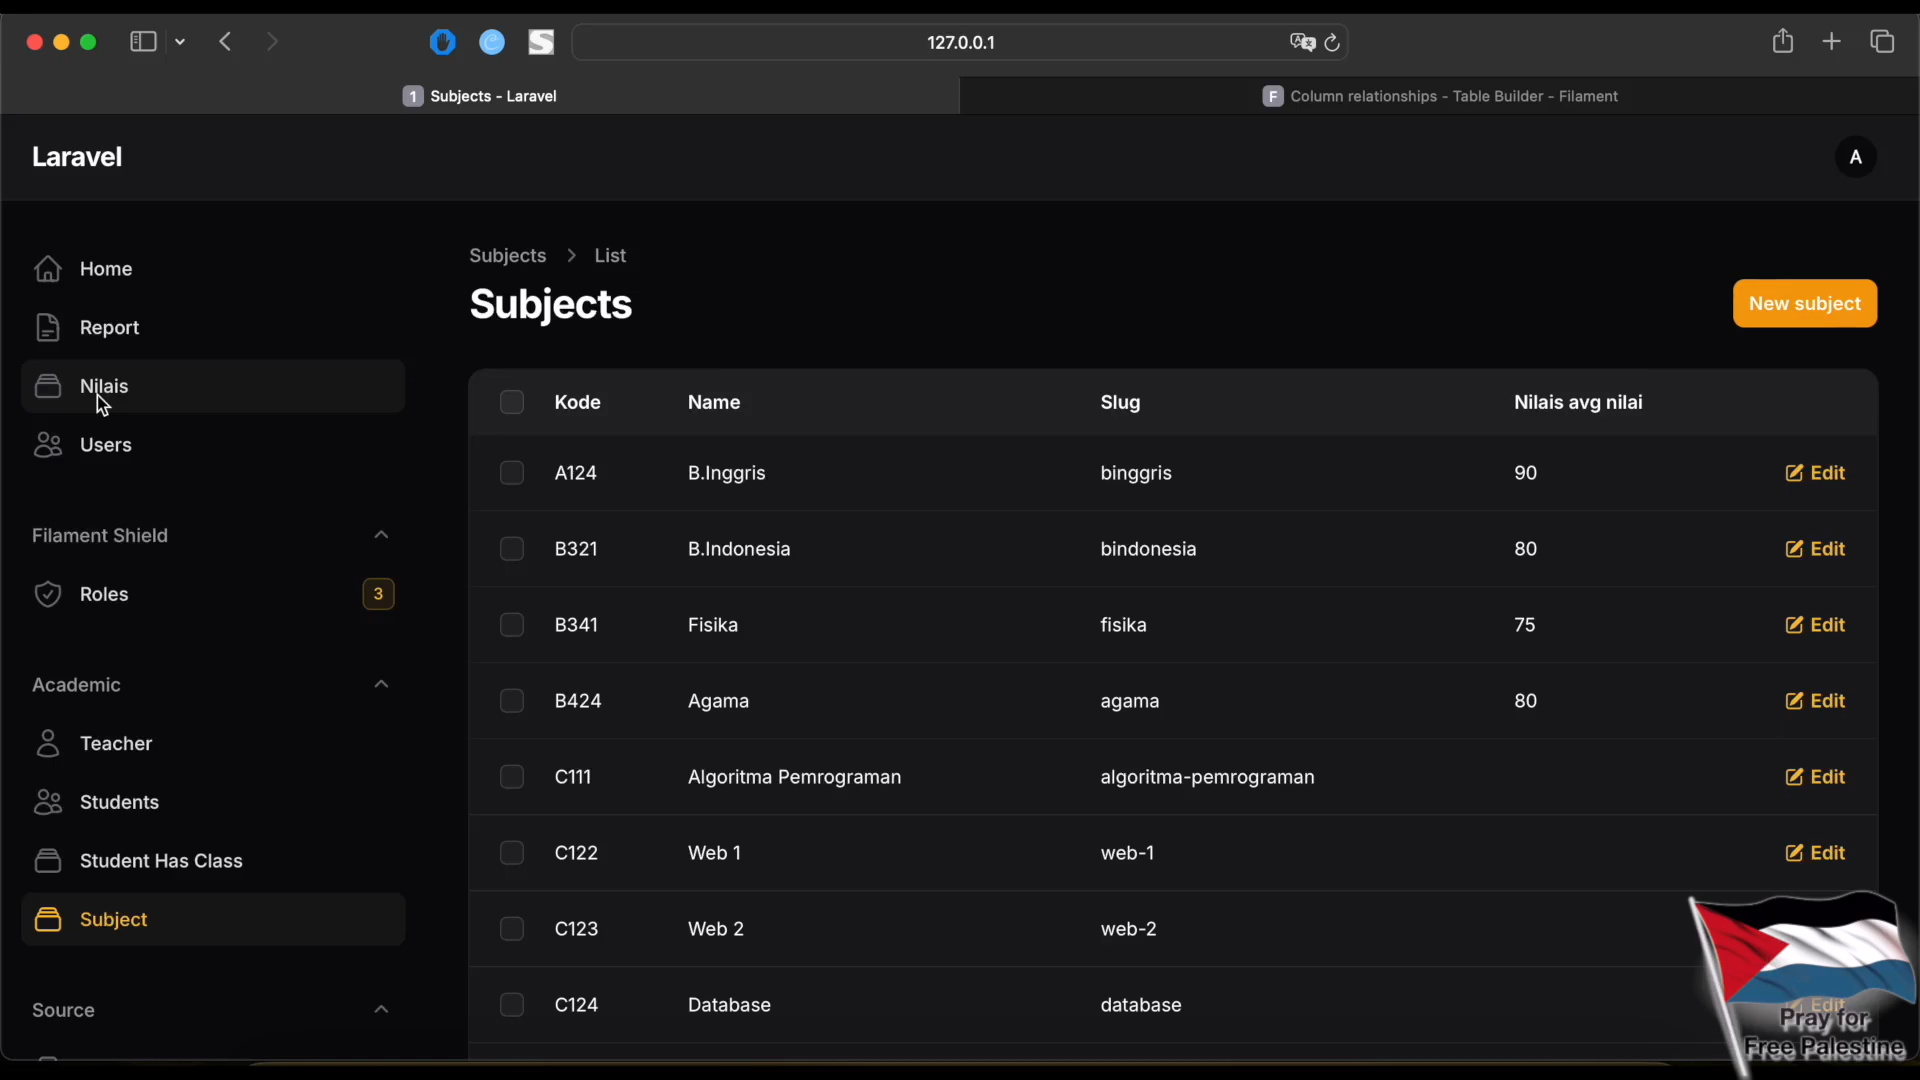 127.0.0.1
1 Subjects - Laravel
F Column relationships - Table Builder - Filament
Laravel
A
Home
Report
Nilais
Users
Filament Shield
Roles 3
Academic
Teacher
Students
Student Has Class
Subject
Source
Subjects > List
Subjects
New subject
Kode Name Slug Nilais avg nilai
A124 B.Inggris binggris 90 Edit
B321 B.Indonesia bindonesia 80 Edit
B341 Fisika fisika 75 Edit
B424 Agama agama 80 Edit
C111 Algoritma Pemrograman algoritma-pemrograman Edit
C122 Web 1 web-1 Edit
C123 Web 2 web-2
C124 Database database Edit
Pray for
Free Palestine